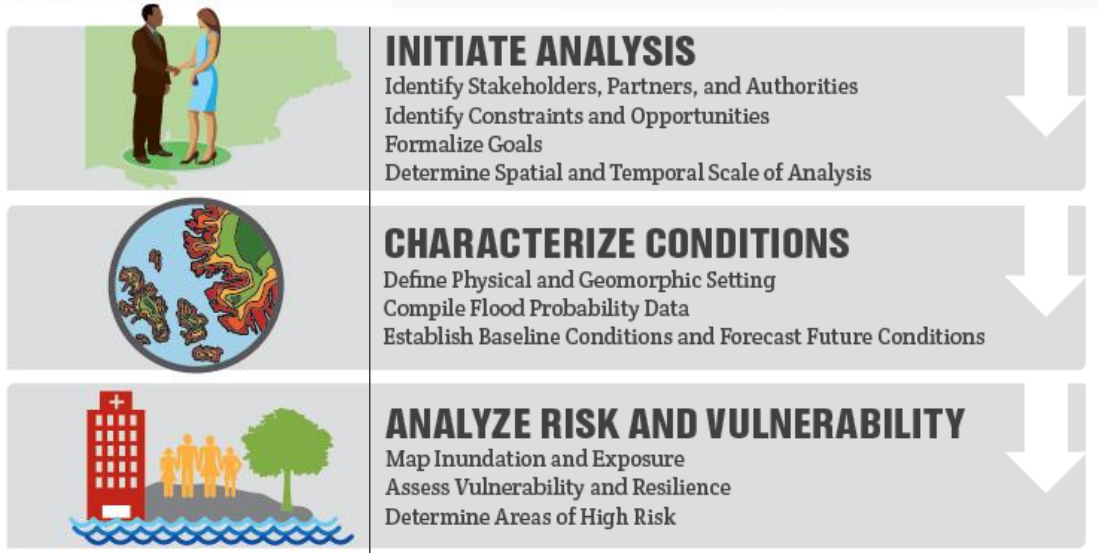 INITIATE ANALYSIS
Identify Stakeholders, Partners, and Authorities
Identify Constraints and Opportunities
Formalize Goals
Determine Spatial and Temporal Scale of Analysis
CHARACTERIZE CONDITIONS
Define Physical and Geomorphic Setting
Compile Flood Probability Data
Establish Baseline Conditions and Forecast Future Conditions
ANALYZE RISK AND VULNERABILITY
Map Inundation and Exposure
Assess Vulnerability and Resilience
Determine Areas of High Risk